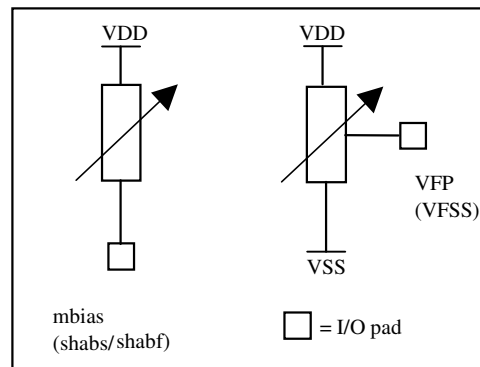 VDD
VDD
VFP
(VFSS)
VSS
mbias
(shabs/shabf)
= I/O pad